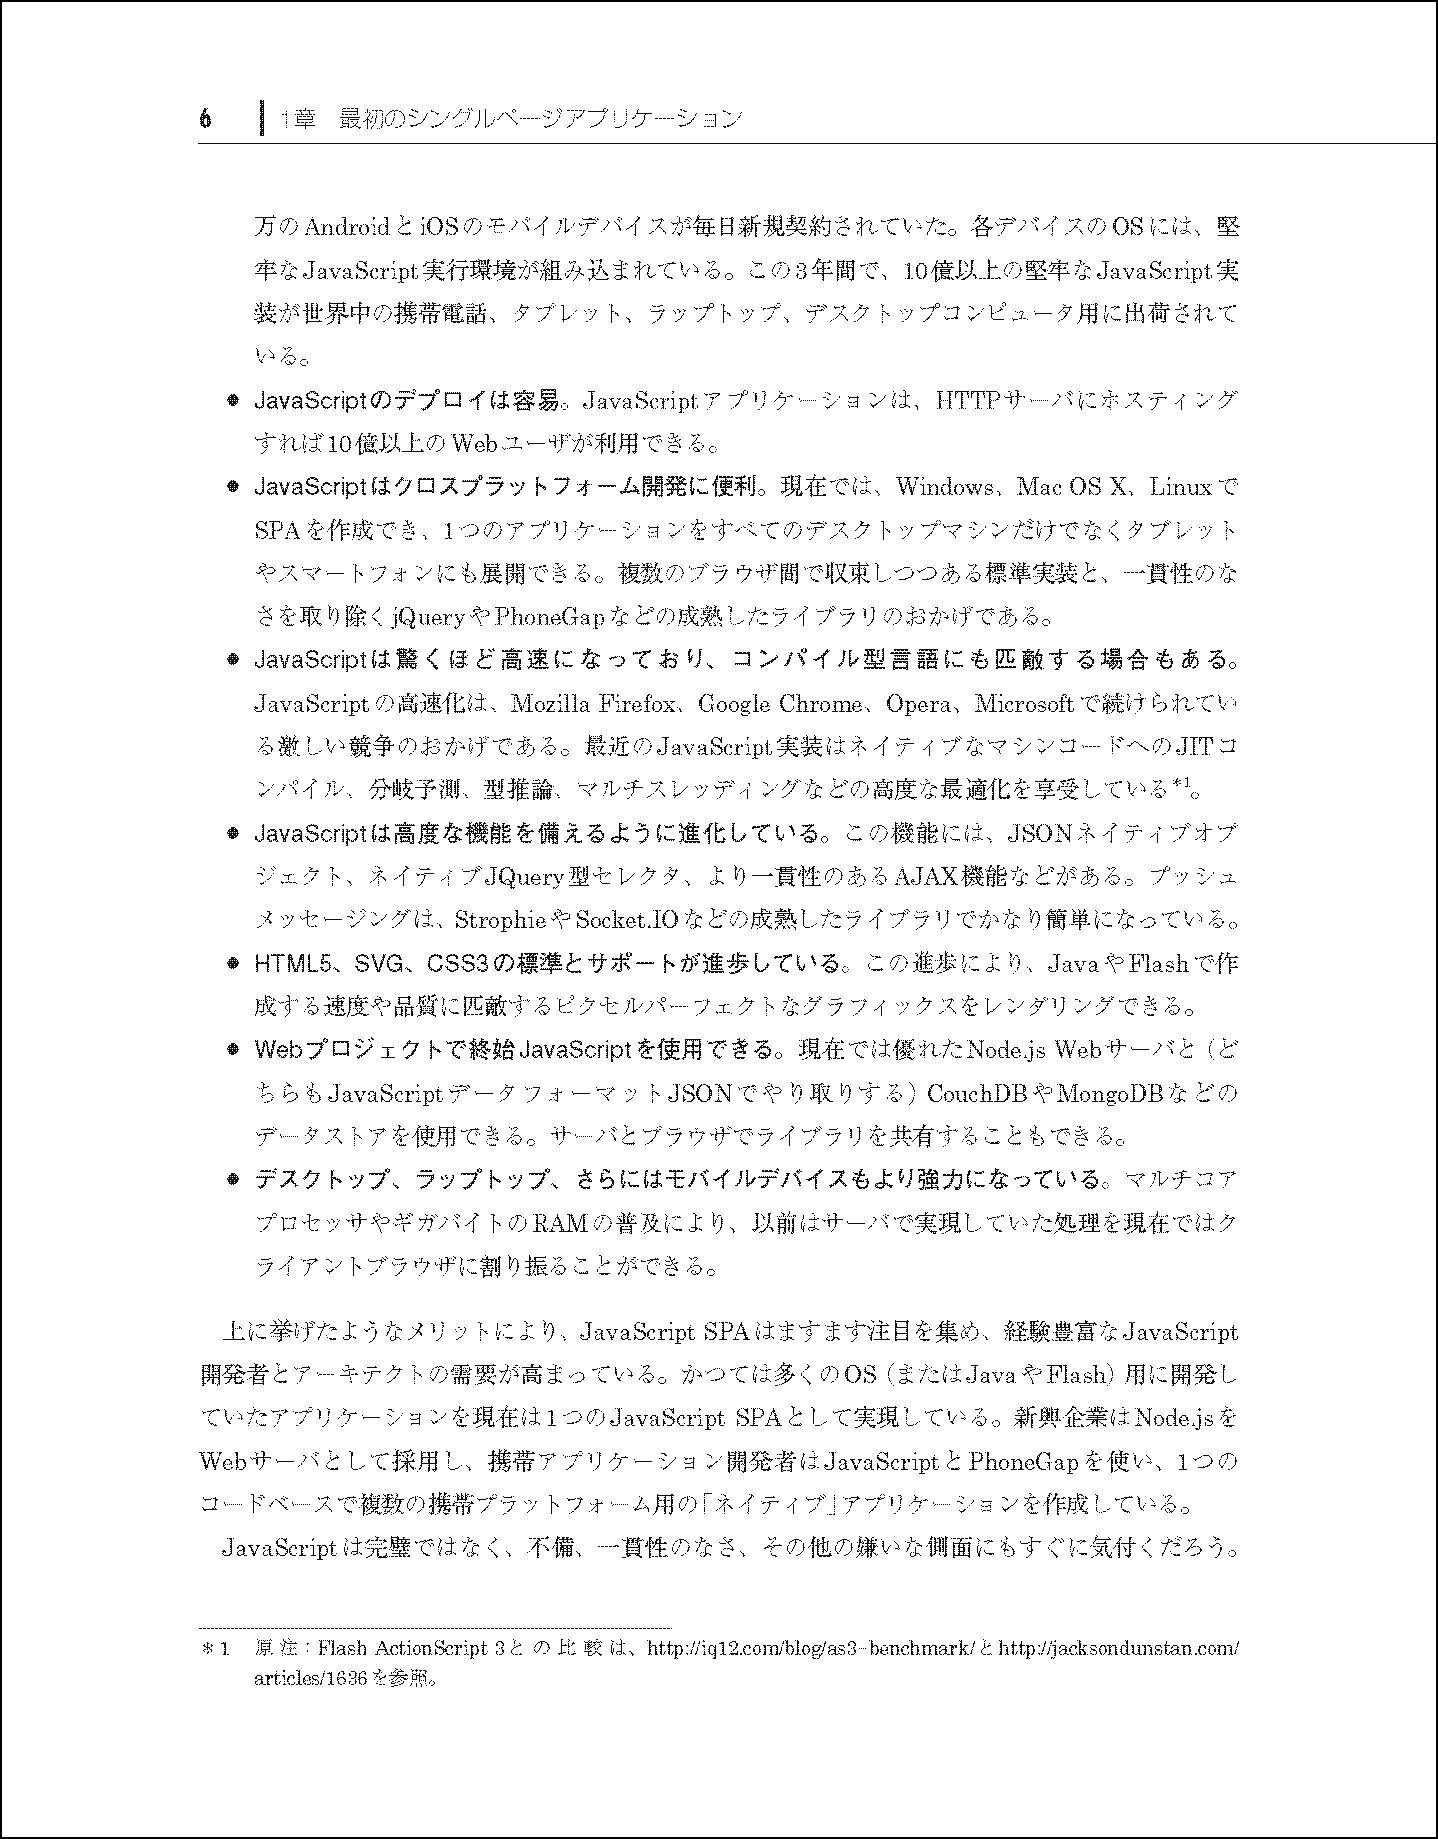 6 1章　最初のシングルページアプリケーション
万のAndroidとiOSのモバイルデバイスが毎日新規契約されていた。各デバイスのOSには、堅
牢なJavaScript実行環境が組み込まれている。この3年間で、10億以上の堅牢なJavaScript実
装が世界中の携帯電話、タブレット、ラップトップ、デスクトップコンピュータ用に出荷されて
いる。
● JavaScriptのデプロイは容易。JavaScriptアプリケーションは、HTTPサーバにホスティング
すれば10億以上のWebユーザが利用できる。
● JavaScriptはクロスプラットフォーム開発に便利。現在では、Windows、Mac OS X、Linuxで
SPAを作成でき、1つのアプリケーションをすべてのデスクトップマシンだけでなくタブレット
やスマートフォンにも展開できる。複数のブラウザ間で収束しつつある標準実装と、一貫性のな
さを取り除くjQueryやPhoneGapなどの成熟したライブラリのおかげである。
● JavaScriptは驚くほど高速になっており、コンパイル型言語にも匹敵する場合もある。
JavaScriptの高速化は、Mozilla Firefox、Google Chrome、Opera、Microsoftで続けられてい
る激しい競争のおかげである。最近のJavaScript実装はネイティブなマシンコードへのJITコ
ンパイル、分岐予測、型推論、マルチスレッディングなどの高度な最適化を享受している*1。
● JavaScriptは高度な機能を備えるように進化している。この機能には、JSONネイティブオブ
ジェクト、ネイティブJQuery型セレクタ、より一貫性のあるAJAX機能などがある。プッシュ
メッセージングは、StrophieやSocket.IOなどの成熟したライブラリでかなり簡単になっている。
● HTML5、SVG、CSS3の標準とサポートが進歩している。この進歩により、JavaやFlashで作
成する速度や品質に匹敵するピクセルパーフェクトなグラフィックスをレンダリングできる。
● Webプロジェクトで終始JavaScriptを使用できる。現在では優れたNode.js Webサーバと（ど
ちらもJavaScriptデータフォーマットJSONでやり取りする）CouchDBやMongoDBなどの
データストアを使用できる。サーバとブラウザでライブラリを共有することもできる。
● デスクトップ、ラップトップ、さらにはモバイルデバイスもより強力になっている。マルチコア
プロセッサやギガバイトのRAMの普及により、以前はサーバで実現していた処理を現在ではク
ライアントブラウザに割り振ることができる。
上に挙げたようなメリットにより、JavaScript SPAはますます注目を集め、経験豊富なJavaScript
開発者とアーキテクトの需要が高まっている。かつては多くのOS（またはJavaやFlash）用に開発し
ていたアプリケーションを現在は1つのJavaScript SPAとして実現している。新興企業はNode.jsを
Webサーバとして採用し、携帯アプリケーション開発者はJavaScriptとPhoneGapを使い、1つの
コードベースで複数の携帯プラットフォーム用の「ネイティブ」アプリケーションを作成している。
JavaScriptは完璧ではなく、不備、一貫性のなさ、その他の嫌いな側面にもすぐに気付くだろう。
*1 原注：Flash ActionScript 3との比較は、http://iq12.com/blog/as3-benchmark/とhttp://jacksondunstan.com/
articles/1636を参照。